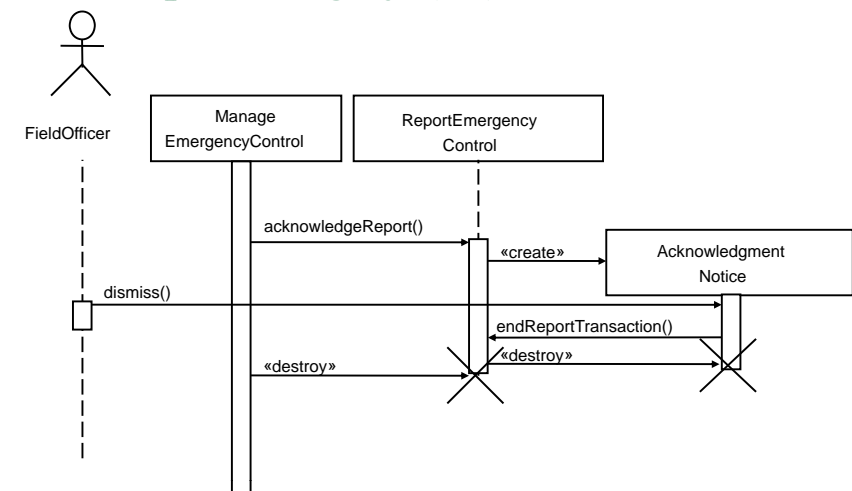 FieldOfficer
Manage
EmergencyControl
ReportEmergency
Control
acknowledgeReport()
«create»
Acknowledgment
Notice
dismiss()
endReportTransaction()
«destroy»
«destroy»